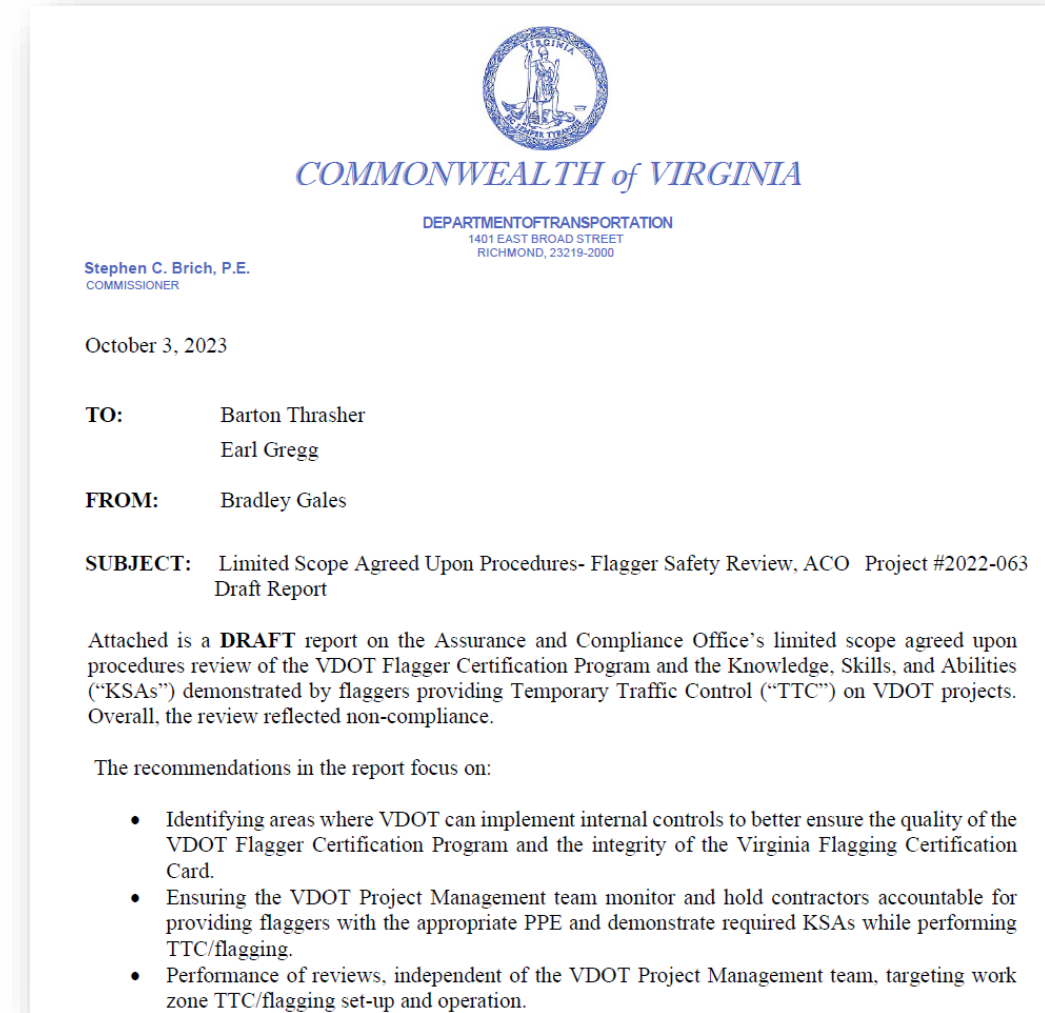 VIRGINIA
SIC SEMPER TYRANNIS
COMMONWEALTH of VIRGINIA
DEPARTMENTOFTRANSPORTATION
1401 EAST BROAD STREET
RICHMOND, 23219-2000
Stephen C. Brich, P.E.
COMMISSIONER
October 3, 2023
TO: Barton Thrasher
Earl Gregg
FROM: Bradley Gales
SUBJECT: Limited Scope Agreed Upon Procedures- Flagger Safety Review, ACO Project #2022-063
Draft Report
Attached is a DRAFT report on the Assurance and Compliance Office's limited scope agreed upon
procedures review of the VDOT Flagger Certification Program and the Knowledge, Skills, and Abilities
("KSAs") demonstrated by flaggers providing Temporary Traffic Control ("TTC") on VDOT projects.
Overall, the review reflected non-compliance.
The recommendations in the report focus on:
• Identifying areas where VDOT can implement internal controls to better ensure the quality of the
VDOT Flagger Certification Program and the integrity of the Virginia Flagging Certification
Card.
• Ensuring the VDOT Project Management team monitor and hold contractors accountable for
providing flaggers with the appropriate PPE and demonstrate required KSAs while performing
TTC/flagging.
• Performance of reviews, independent of the VDOT Project Management team, targeting work
zone TTC/flagging set-up and operation.